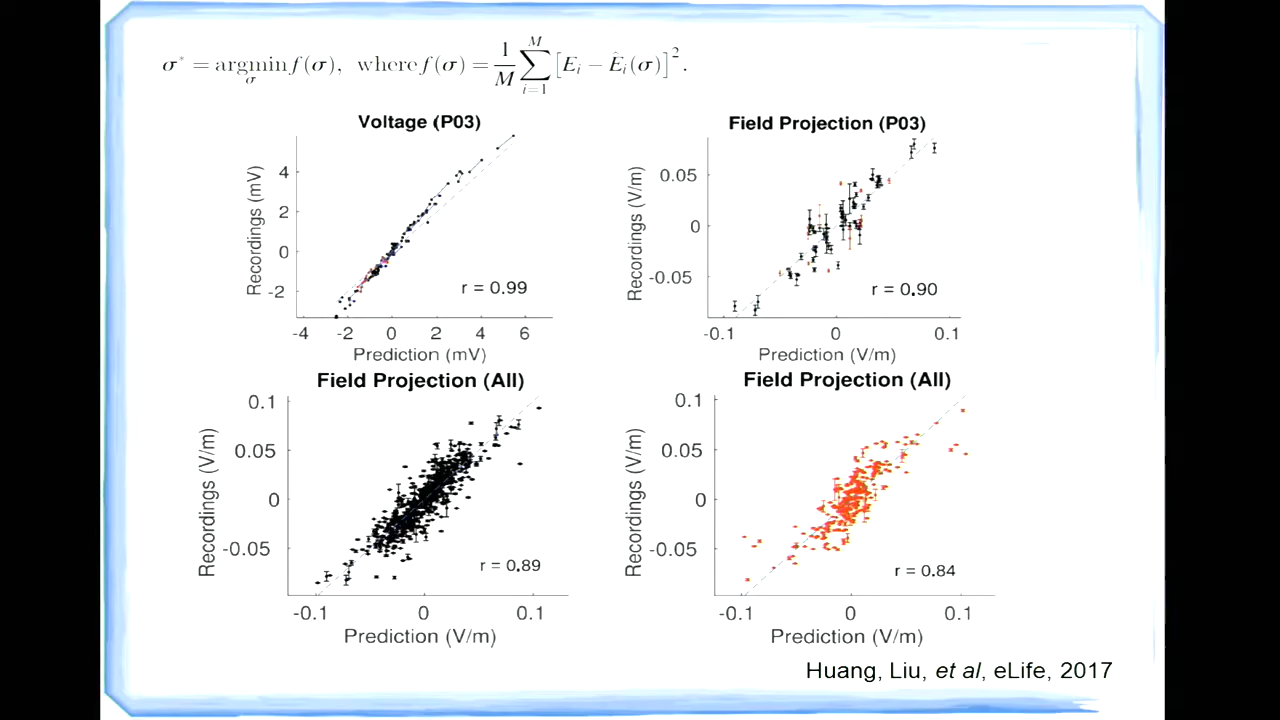 σ* = argmin f(σ), where f(σ) = 1/M ∑ [Eᵢ − Êᵢ(σ)]².
σ
M
i=1
Voltage (P03)
Recordings (mV)
4
2
0
-2
r = 0.99
-4 -2 0 2 4 6
Prediction (mV)
Field Projection (P03)
Recordings (V/m)
0.05
0
-0.05
r = 0.90
-0.1 0 0.1
Prediction (V/m)
Field Projection (All)
Recordings (V/m)
0.1
0.05
0
-0.05
r = 0.89
-0.1 0 0.1
Prediction (V/m)
Field Projection (All)
Recordings (V/m)
0.1
0.05
0
-0.05
r = 0.84
-0.1 0 0.1
Prediction (V/m)
Huang, Liu, et al, eLife, 2017